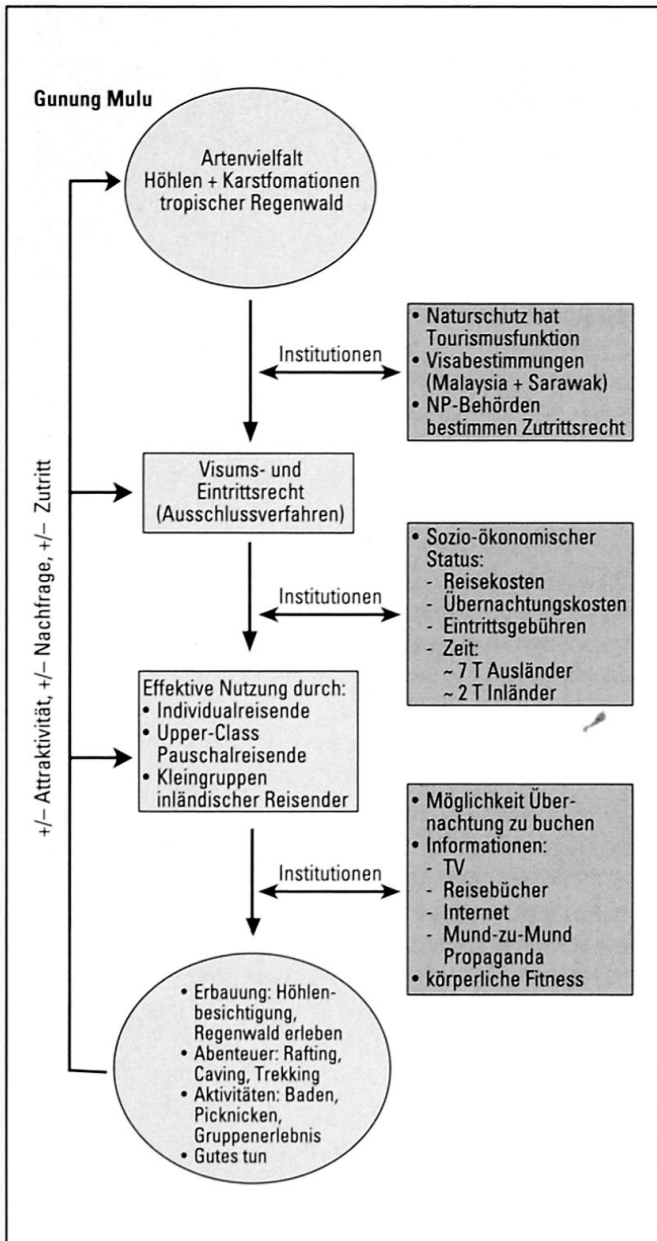 Gunung Mulu
Artenvielfalt
Höhlen + Karstfomationen
tropischer Regenwald
Institutionen
• Naturschutz hat
Tourismusfunktion
• Visabestimmungen
(Malaysia + Sarawak)
• NP-Behörden
bestimmen Zutrittsrecht
Visums- und
Eintrittsrecht
(Ausschlussverfahren)
Institutionen
• Sozio-ökonomischer
Status:
- Reisekosten
- Übernachtungskosten
- Eintrittsgebühren
- Zeit:
~ 7 T Ausländer
~ 2 T Inländer
Effektive Nutzung durch:
• Individualreisende
• Upper-Class
Pauschalreisende
• Kleingruppen
inländischer Reisender
Institutionen
• Möglichkeit Über-
nachtung zu buchen
• Informationen:
- TV
- Reisebücher
- Internet
- Mund-zu-Mund
Propaganda
• körperliche Fitness
• Erbauung: Höhlen-
besichtigung,
Regenwald erleben
• Abenteuer: Rafting,
Caving, Trekking
• Aktivitäten: Baden,
Picknicken,
Gruppenerlebnis
• Gutes tun
+/– Attraktivität, +/– Nachfrage, +/– Zutritt